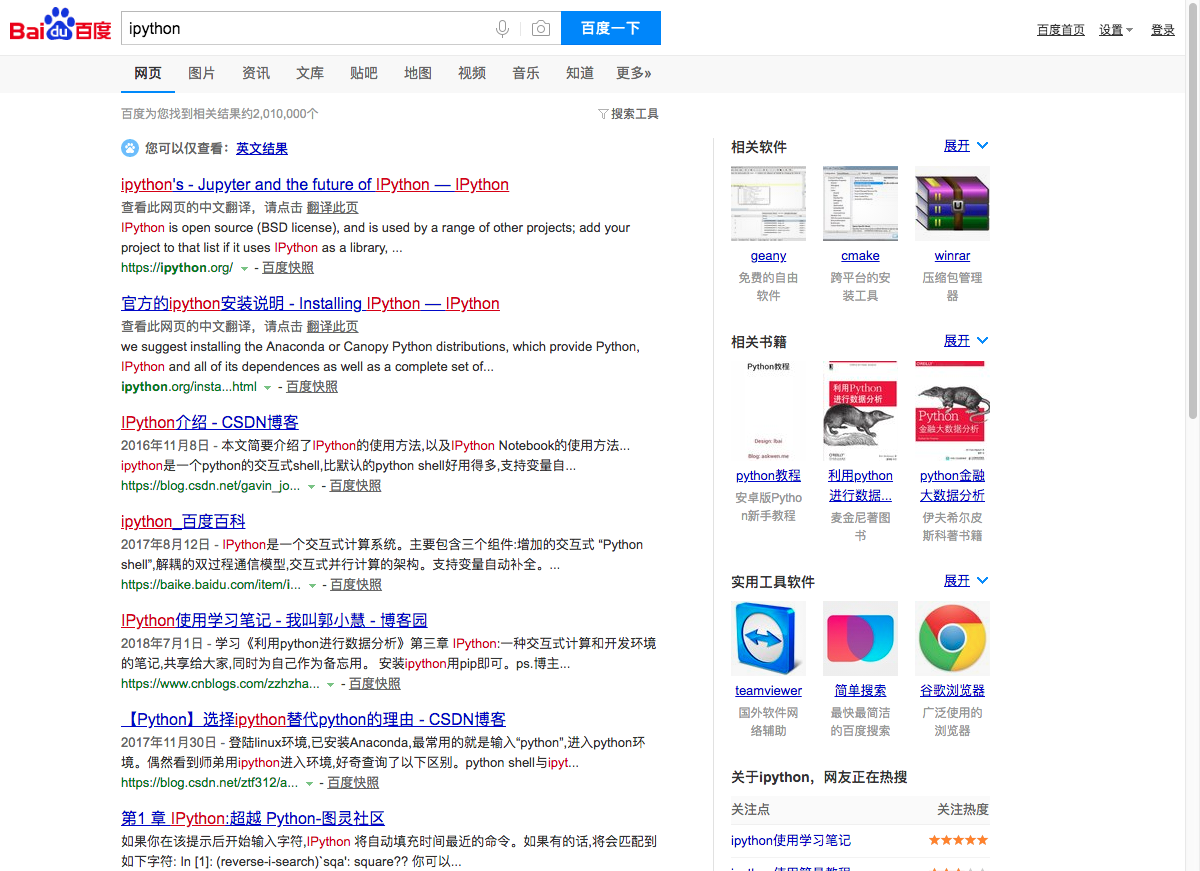 Bai du 百度
ipython
百度一下
百度首页 设置 登录
网页 图片 资讯 文库 贴吧 地图 视频 音乐 知道 更多»
百度为您找到相关结果约2,010,000个
搜索工具
您可以仅查看：英文结果
ipython's - Jupyter and the future of IPython — IPython
查看此网页的中文翻译，请点击 翻译此页
IPython is open source (BSD license), and is used by a range of other projects; add your
project to that list if it uses IPython as a library, ...
https://ipython.org/ - 百度快照
官方的ipython安装说明 - Installing IPython — IPython
查看此网页的中文翻译，请点击 翻译此页
we suggest installing the Anaconda or Canopy Python distributions, which provide Python,
IPython and all of its dependences as well as a complete set of...
ipython.org/insta...html - 百度快照
IPython介绍 - CSDN博客
2016年11月8日 - 本文简要介绍了IPython的使用方法,以及IPython Notebook的使用方法...
ipython是一个python的交互式shell,比默认的python shell好用得多,支持变量自...
https://blog.csdn.net/gavin_jo... - 百度快照
ipython_百度百科
2017年8月12日 - IPython是一个交互式计算系统。主要包含三个组件:增加的交互式 “Python
shell”,解耦的双过程通信模型,交互式并行计算的架构。支持变量自动补全。...
https://baike.baidu.com/item/i... - 百度快照
IPython使用学习笔记 - 我叫郭小慧 - 博客园
2018年7月1日 - 学习《利用python进行数据分析》第三章 IPython:一种交互式计算和开发环境
的笔记,共享给大家,同时为自己作为备忘用。 安装ipython用pip即可。ps.博主...
https://www.cnblogs.com/zzhzha... - 百度快照
【Python】选择ipython替代python的理由 - CSDN博客
2017年11月30日 - 登陆linux环境,已安装Anaconda,最常用的就是输入“python”,进入python环
境。偶然看到师弟用ipython进入环境,好奇查询了以下区别。python shell与ipyt...
https://blog.csdn.net/ztf312/a... - 百度快照
第1 章 IPython:超越 Python-图灵社区
如果你在该提示后开始输入字符,IPython 将自动填充时间最近的命令。如果有的话,将会匹配到
如下字符: In [1]: (reverse-i-search)`sqa': square?? 你可以...
相关软件 展开
geany cmake winrar
免费的自由 跨平台的安 压缩包管理
软件 装工具 器
相关书籍 展开
Python教程
Design: lbai
Blog: askwen.me
利用Python
进行数据分析
O'REILLY
Python
金融大数据分析
python教程 利用python python金融
进行数据... 大数据分析
安卓版Pytho 麦金尼著图 伊夫希尔皮
n新手教程 书 斯科著书籍
实用工具软件 展开
teamviewer 简单搜索 谷歌浏览器
国外软件网 最快最简洁 广泛使用的
络辅助 的百度搜索 浏览器
关于ipython，网友正在热搜
关注点 关注热度
ipython使用学习笔记